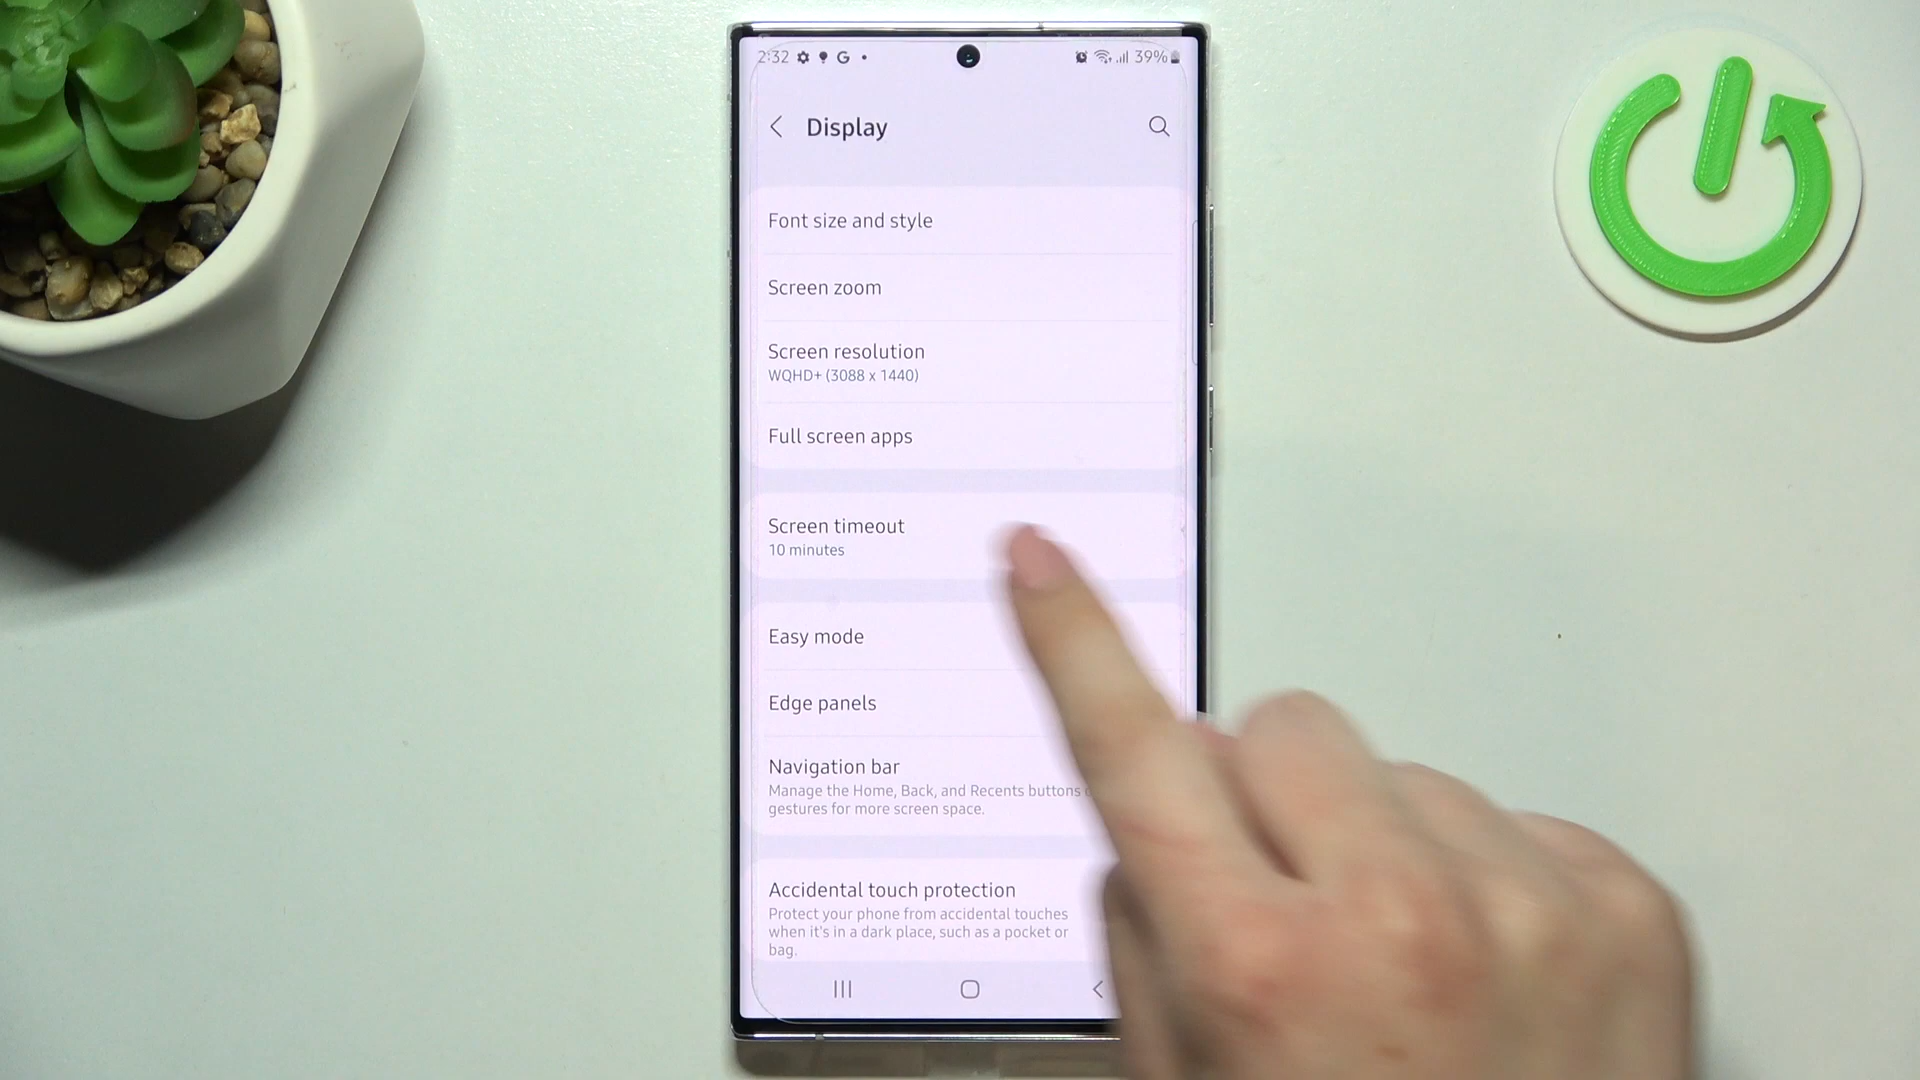 2:32 G 39%
Display
Font size and style
Screen zoom
Screen resolution
WQHD+ (3088 x 1440)
Full screen apps
Screen timeout
10 minutes
Easy mode
Edge panels
Navigation bar
Manage the Home, Back, and Recents buttons
gestures for more screen space.
Accidental touch protection
Protect your phone from accidental touches
when it's in a dark place, such as a pocket or
bag.